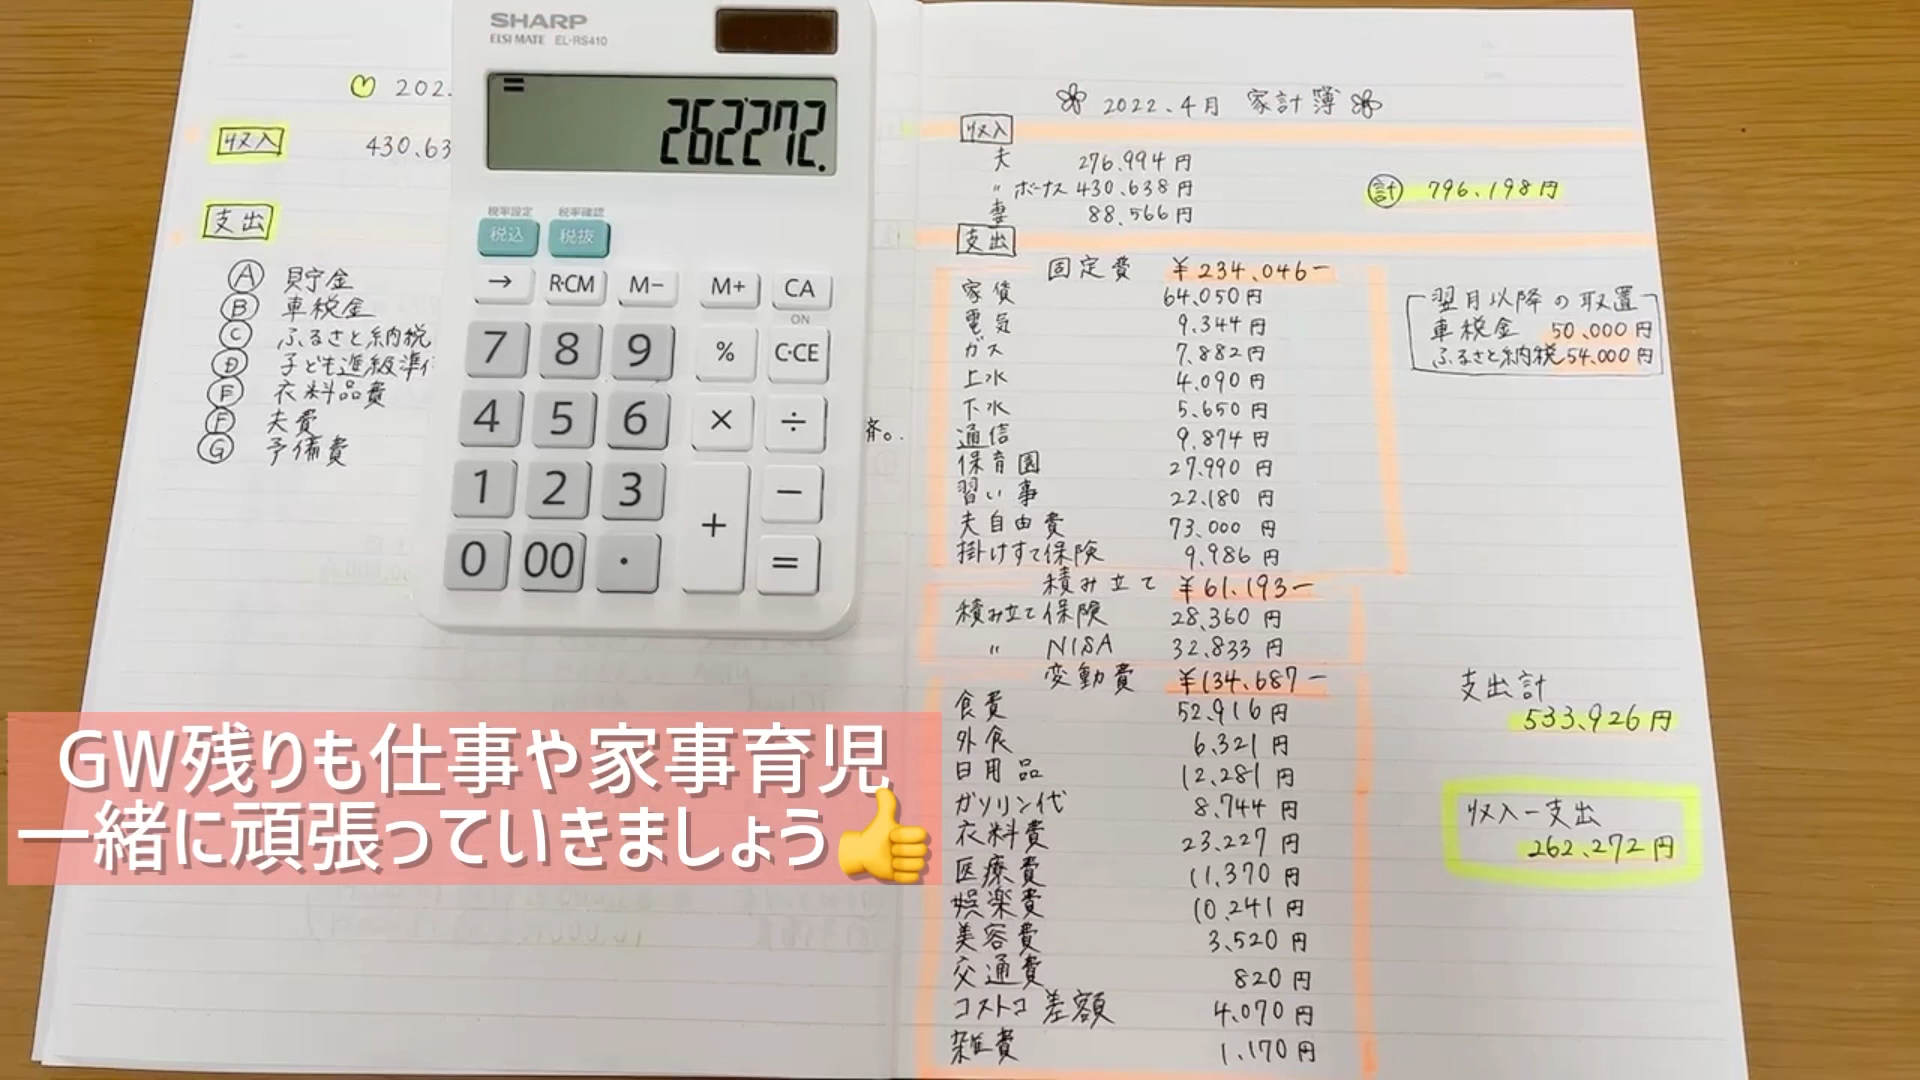 SHARP
ELSI MATE EL-RS410
262272.
税率設定 税率確認
税込 税抜
→ R·CM M− M+ CA
ON
7 8 9 % C·CE
4 5 6 × ÷
1 2 3 + −
0 00 · =
収入 430.63
支出
Ⓐ 貯金
Ⓑ 車税金
Ⓒ ふるさと納税
Ⓓ 子ども進級準
Ⓕ 衣料品費
Ⓕ 夫費
Ⓖ 予備費
済。
2022.4月 家計簿
収入
夫 276.994円
〃 ボーナス 430.638円
妻 88.566円
㊓ 796.198円
支出
固定費 ¥234.046−
家賃 64.050円
電気 9.344円
ガス 7.882円
上水 4.090円
下水 5.650円
通信 9.874円
保育園 27.990円
習い事 22.180円
夫自由費 73.000円
掛けすて保険 9.986円
翌月以降の取置
車税金 50.000円
ふるさと納税 54.000円
積み立て ¥61.193−
積み立て保険 28.360円
〃 NISA 32.833円
変動費 ¥134.687−
食費 52.916円
外食 6.321円
日用品 12.281円
ガソリン代 8.744円
衣料費 23.227円
医療費 11.370円
娯楽費 10.241円
美容費 3.520円
交通費 820円
コストコ差額 4.070円
雑費 1.170円
支出計
533.926円
収入−支出
262.272円
GW残りも仕事や家事育児
一緒に頑張っていきましょう👍